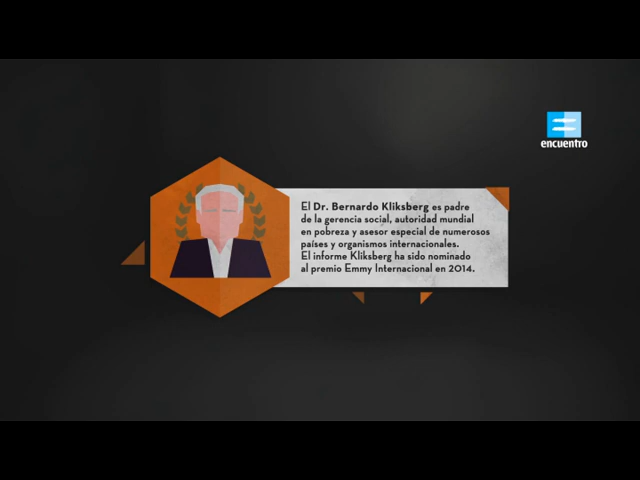 encuentro
El Dr. Bernardo Kliksberg es padre
de la gerencia social, autoridad mundial
en pobreza y asesor especial de numerosos
países y organismos internacionales.
El informe Kliksberg ha sido nominado
al premio Emmy Internacional en 2014.